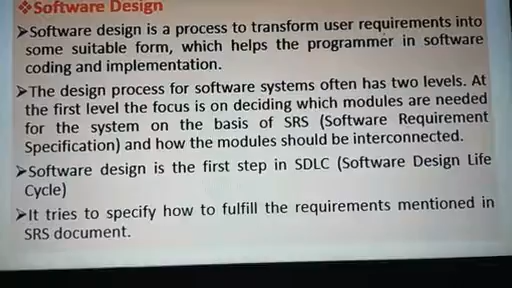 ❖Software Design
➢Software design is a process to transform user requirements into
some suitable form, which helps the programmer in software
coding and implementation.
➢The design process for software systems often has two levels. At
the first level the focus is on deciding which modules are needed
for the system on the basis of SRS (Software Requirement
Specification) and how the modules should be interconnected.
➢Software design is the first step in SDLC (Software Design Life
Cycle)
➢It tries to specify how to fulfill the requirements mentioned in
SRS document.